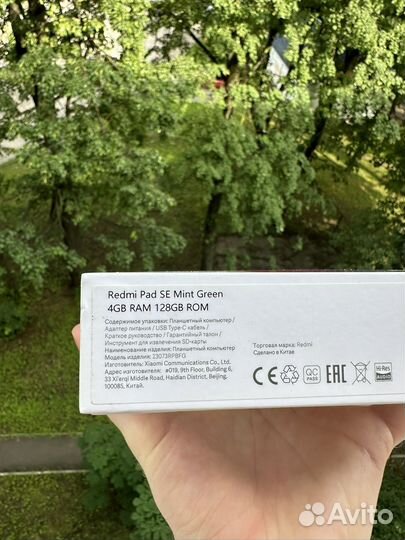 Redmi Pad SE Mint Green
4GB RAM 128GB ROM
Содержимое упаковки: Планшетный компьютер /
Адаптер питания / USB Type-C кабель /
Краткое руководство / Гарантийный талон /
Инструмент для извлечения SD-карты
Наименование изделия: Планшетный компьютер
Модель: 23073RPBFG
Изготовитель: Xiaomi Communications Co., Ltd.
Адрес изготовителя: #019, 9th Floor, Building 6,
33 Xi'erqi Middle Road, Haidian District, Beijing,
100085, Китай.
Торговая марка: Redmi
Сделано в Китае
CE
QC
PASS
EAC
Hi-Res
AUDIO
Avito